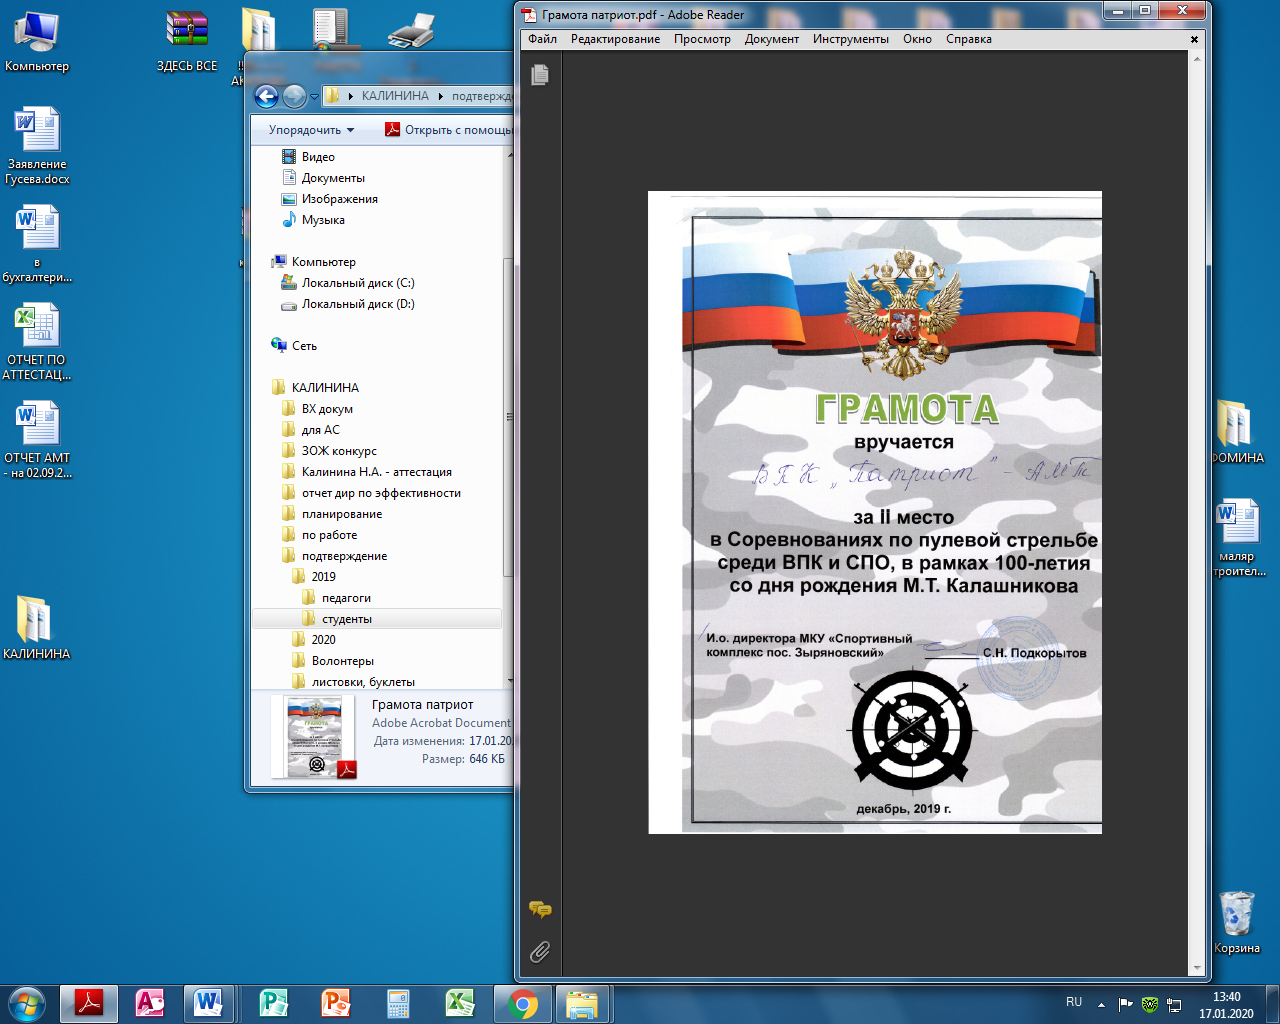 Компьютер
ЗДЕСЬ ВСЕ
Заявление
Гусева.docx
в
бухгалтери...
ОТЧЕТ ПО
АТТЕСТАЦ...
ОТЧЕТ АМТ
- на 02.09.2...
КАЛИНИНА
КАЛИНИНА
подтвержд
Упорядочить
Открыть с помощь
Видео
Документы
Изображения
Музыка
Компьютер
Локальный диск (C:)
Локальный диск (D:)
Сеть
КАЛИНИНА
ВХ докум
для АС
ЗОЖ конкурс
Калинина Н.А. - аттестация
отчет дир по эффективности
планирование
по работе
подтверждение
2019
педагоги
студенты
2020
Волонтеры
листовки, буклеты
Грамота патриот
Adobe Acrobat Document
Дата изменения: 17.01.20
Размер: 646 КБ
Грамота патриот.pdf - Adobe Reader
Файл Редактирование Просмотр Документ Инструменты Окно Справка
ГРАМОТА
вручается
ВПК „Патриот" - АМТ
за II место
в Соревнованиях по пулевой стрельбе
среди ВПК и СПО, в рамках 100-летия
со дня рождения М.Т. Калашникова
И.о. директора МКУ «Спортивный
комплекс пос. Зыряновский» С.Н. Подкорытов
декабрь, 2019 г.
ФОМИНА
маляр
троител...
Корзина
RU
13:40
17.01.2020